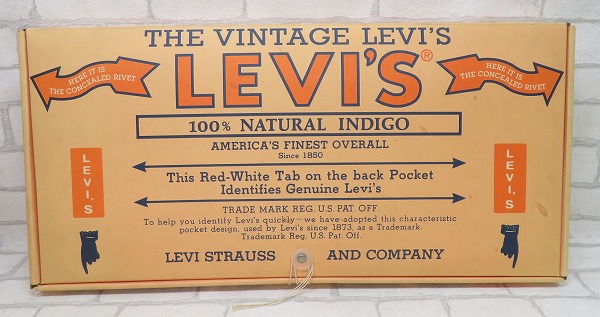 THE VINTAGE LEVI'S
HERE IT IS
THE CONCEALED RIVET
LEVI'S®
HERE IT IS
THE CONCEALED RIVET
100% NATURAL INDIGO
AMERICA'S FINEST OVERALL
Since 1850
This Red-White Tab on the back Pocket
Identifies Genuine Levi's
LEVI'S
LEVI'S
TRADE MARK REG. U.S. PAT. OFF.
To help you identify Levi's quickly—we have adopted this characteristic
pocket design, used by Levi's since 1873, as a Trademark.
Trademark Reg. U.S. Pat. Off.
LEVI STRAUSS AND COMPANY